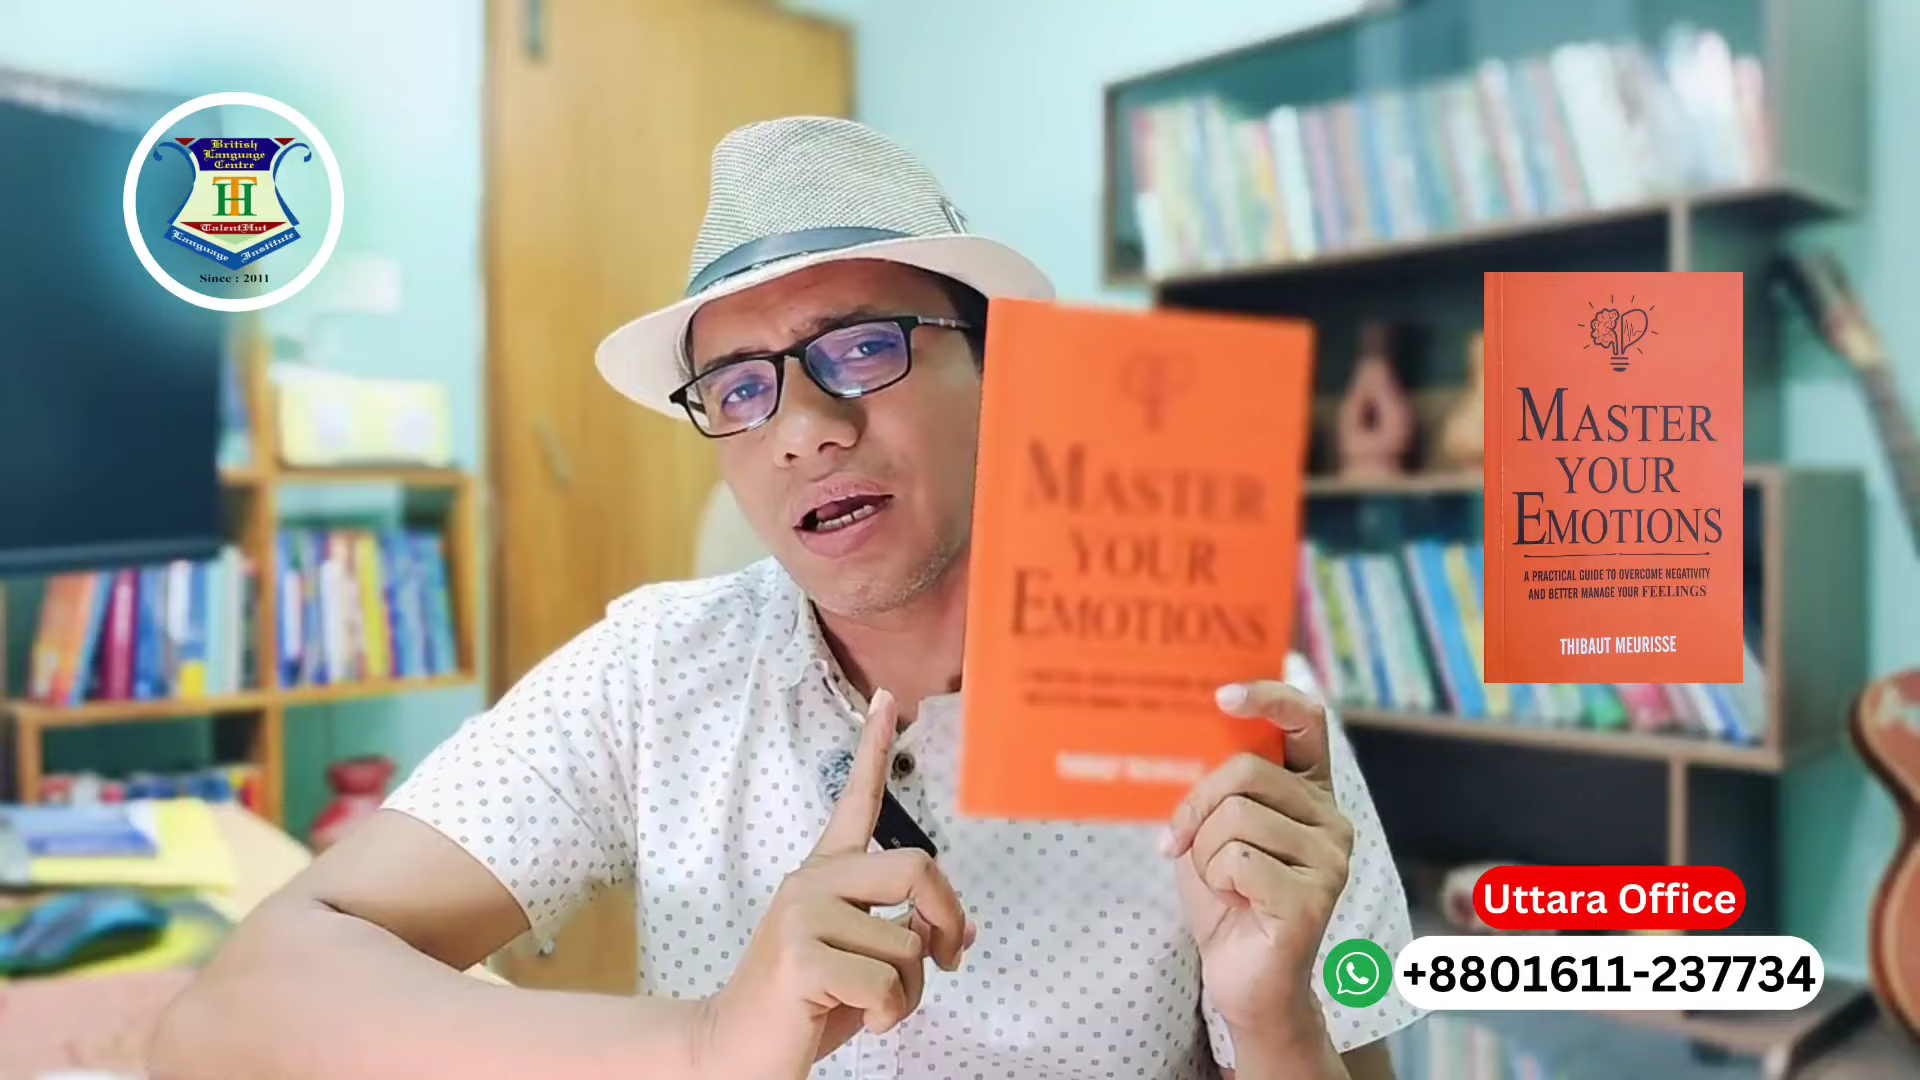 British
Language
Centre
TH
TalentHut
Language Institute
Since : 2011
MASTER
YOUR
EMOTIONS
MASTER
YOUR
EMOTIONS
A PRACTICAL GUIDE TO OVERCOME NEGATIVITY
AND BETTER MANAGE YOUR FEELINGS
THIBAUT MEURISSE
Uttara Office
+8801611-237734